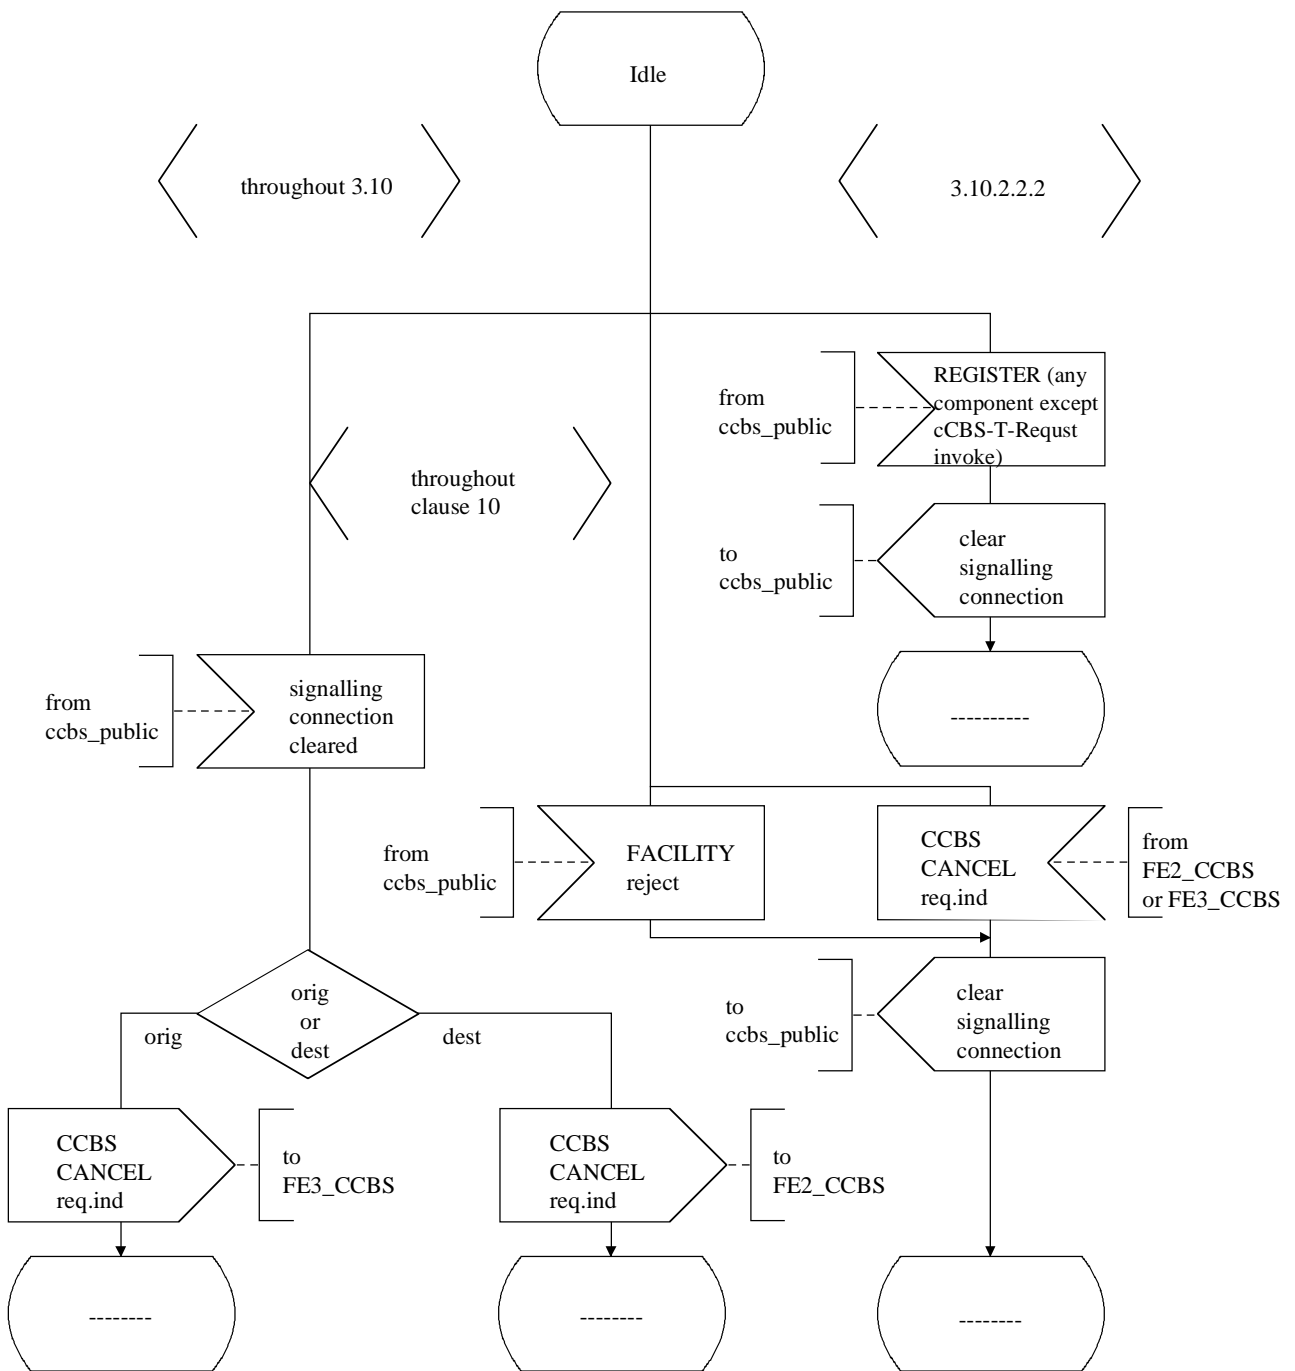 Idle
throughout 3.10
3.10.2.2.2
from
ccbs_public
REGISTER (any
component except
cCBS-T-Requst
invoke)
throughout
clause 10
to
ccbs_public
clear
signalling
connection
from
ccbs_public
signalling
connection
cleared
----------
from
ccbs_public
FACILITY
reject
CCBS
CANCEL
req.ind
from
FE2_CCBS
or FE3_CCBS
orig
or
dest
orig
dest
to
ccbs_public
clear
signalling
connection
CCBS
CANCEL
req.ind
to
FE3_CCBS
CCBS
CANCEL
req.ind
to
FE2_CCBS
--------
--------
--------